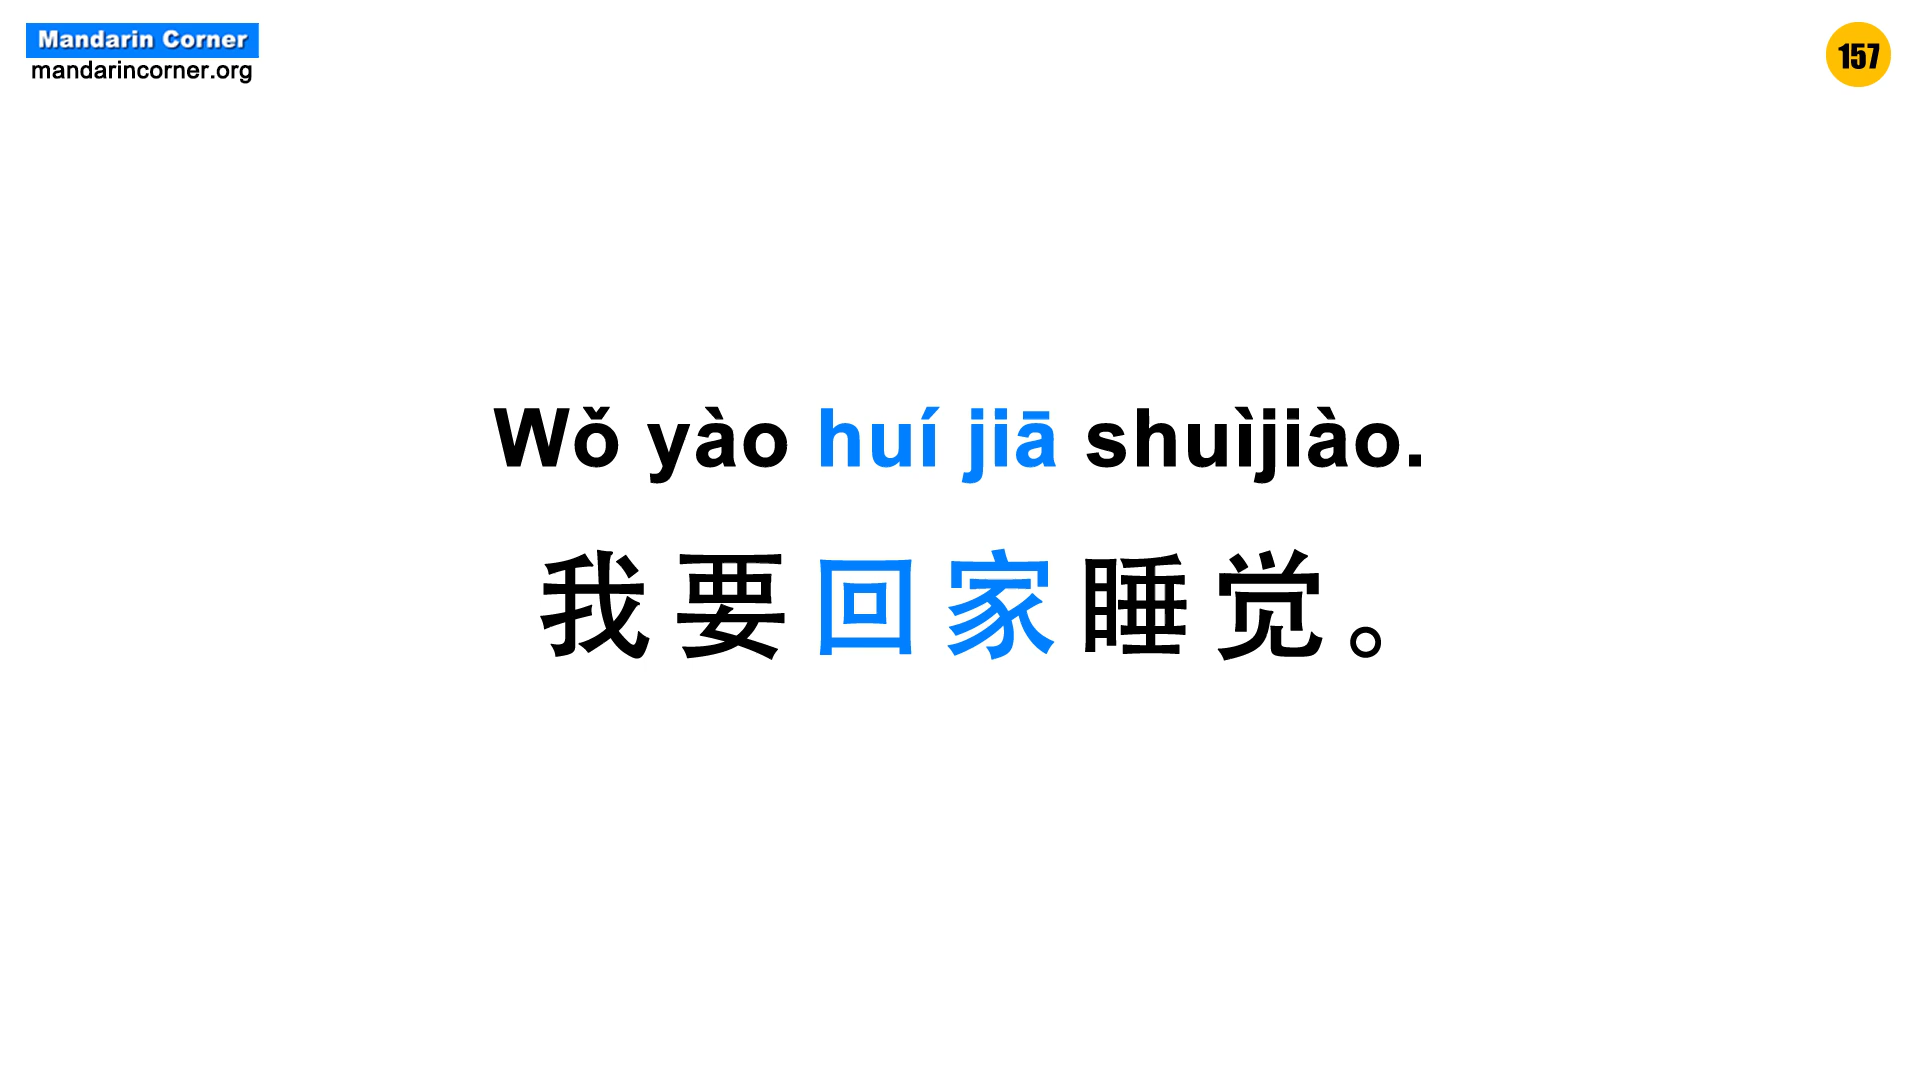 Mandarin Corner
mandarincorner.org
157
Wǒ yào huí jiā shuìjiào.
我要回家睡觉。